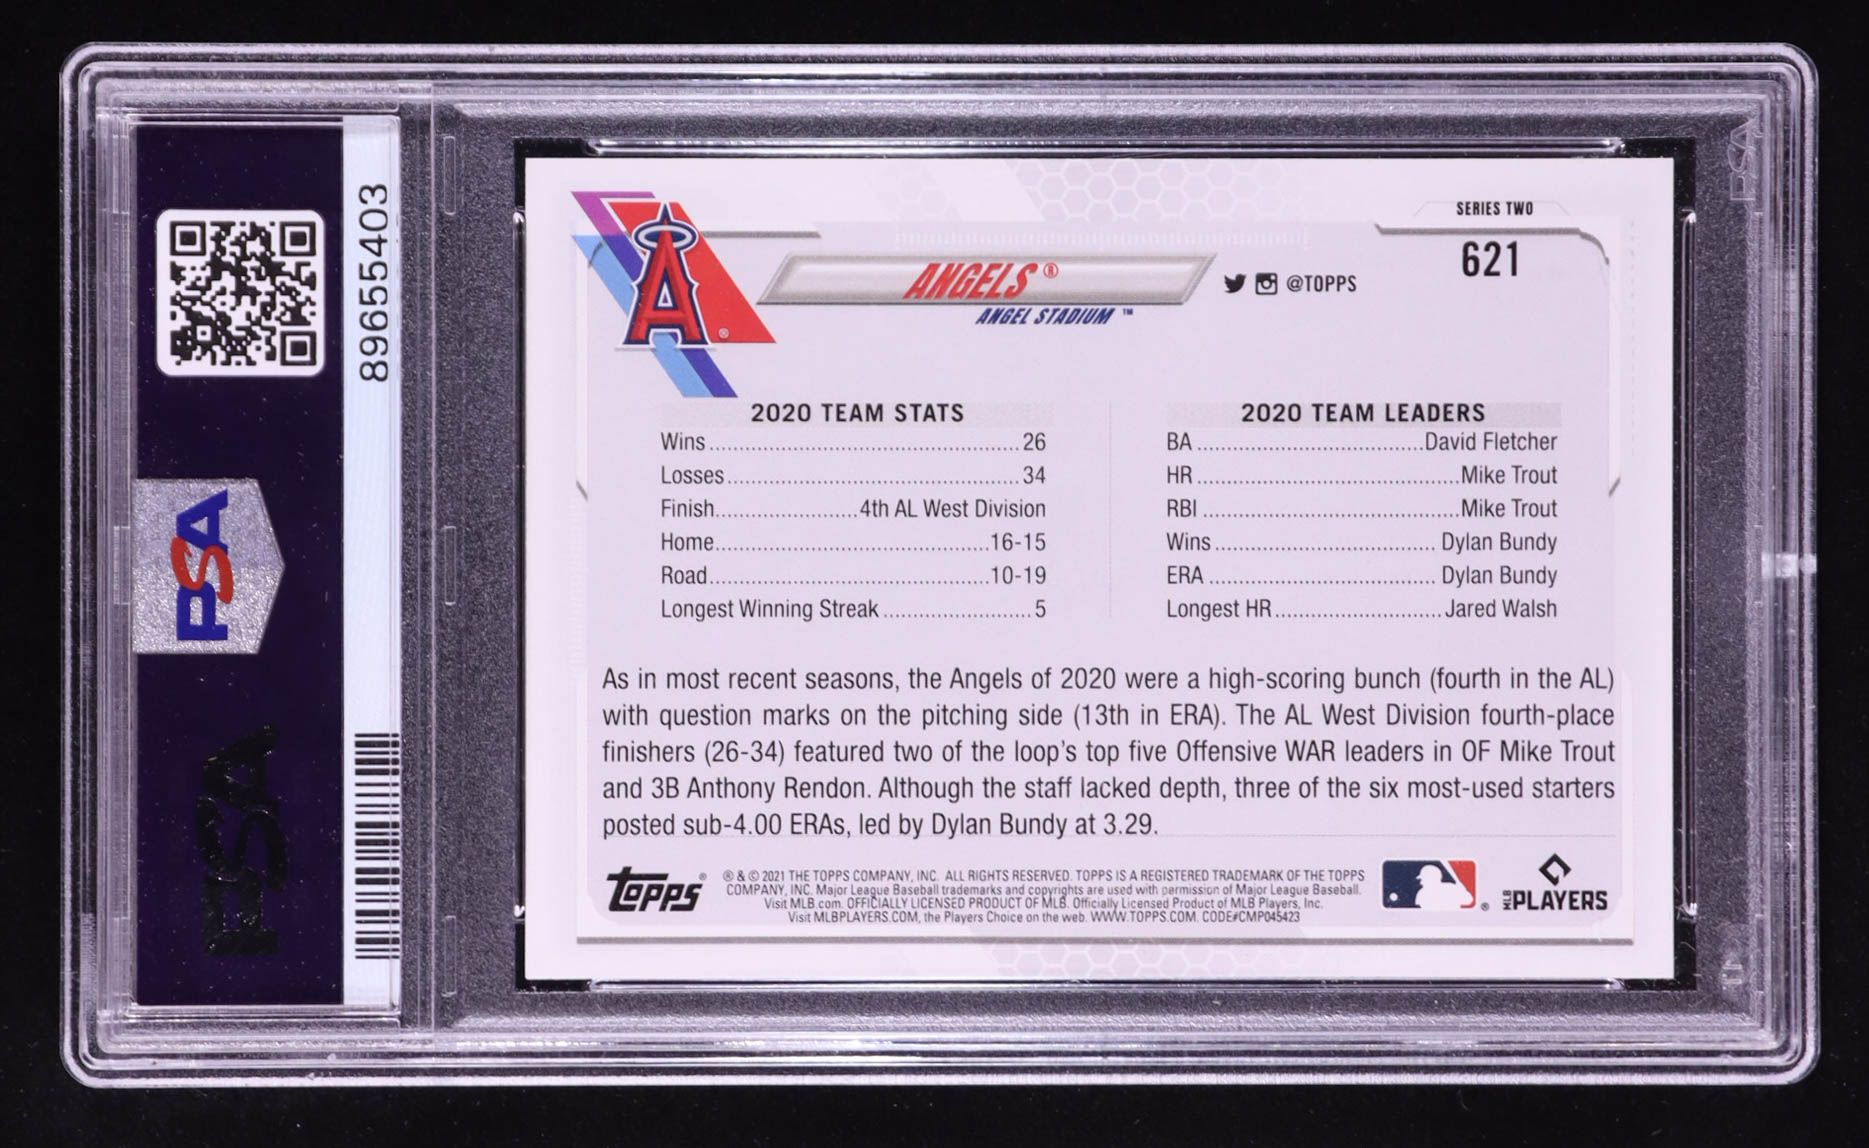 89655403
PSA
PSA
SERIES TWO
621
A
ANGELS®
ANGEL STADIUM™
@TOPPS
2020 TEAM STATS
Wins 26
Losses 34
Finish 4th AL West Division
Home 16-15
Road 10-19
Longest Winning Streak 5
2020 TEAM LEADERS
BA David Fletcher
HR Mike Trout
RBI Mike Trout
Wins Dylan Bundy
ERA Dylan Bundy
Longest HR Jared Walsh
As in most recent seasons, the Angels of 2020 were a high-scoring bunch (fourth in the AL)
with question marks on the pitching side (13th in ERA). The AL West Division fourth-place
finishers (26-34) featured two of the loop's top five Offensive WAR leaders in OF Mike Trout
and 3B Anthony Rendon. Although the staff lacked depth, three of the six most-used starters
posted sub-4.00 ERAs, led by Dylan Bundy at 3.29.
Topps®
® & © 2021 THE TOPPS COMPANY, INC. ALL RIGHTS RESERVED. TOPPS IS A REGISTERED TRADEMARK OF THE TOPPS
COMPANY, INC. Major League Baseball trademarks and copyrights are used with permission of Major League Baseball.
Visit MLB.com. OFFICIALLY LICENSED PRODUCT OF MLB. Officially Licensed Product of MLB Players, Inc.
Visit MLBPLAYERS.COM, the Players Choice on the web. WWW.TOPPS.COM. CODE#CMP045423
MLB PLAYERS
PSA